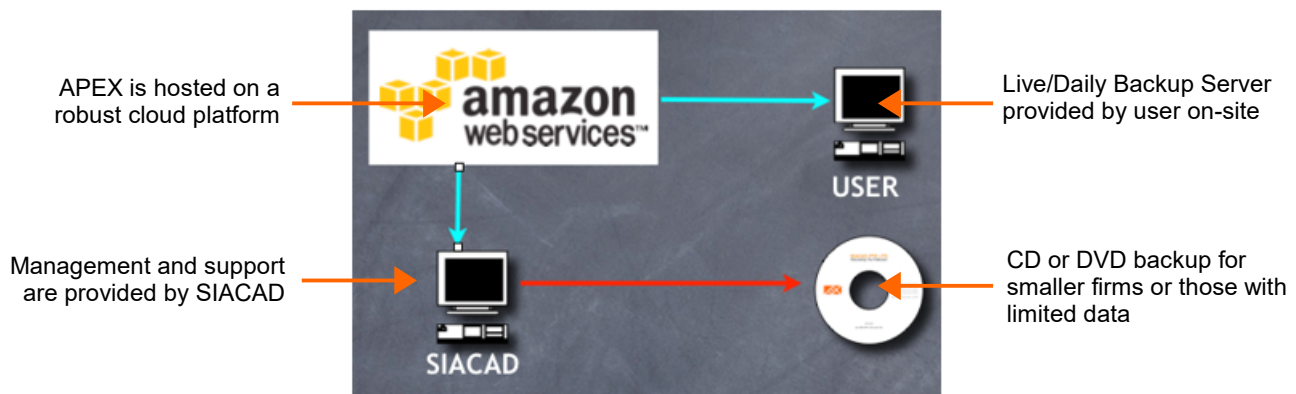 APEX is hosted on a
robust cloud platform
amazon
webservices™
Live/Daily Backup Server
provided by user on-site
USER
Management and support
are provided by SIACAD
SIACAD
CD or DVD backup for
smaller firms or those with
limited data